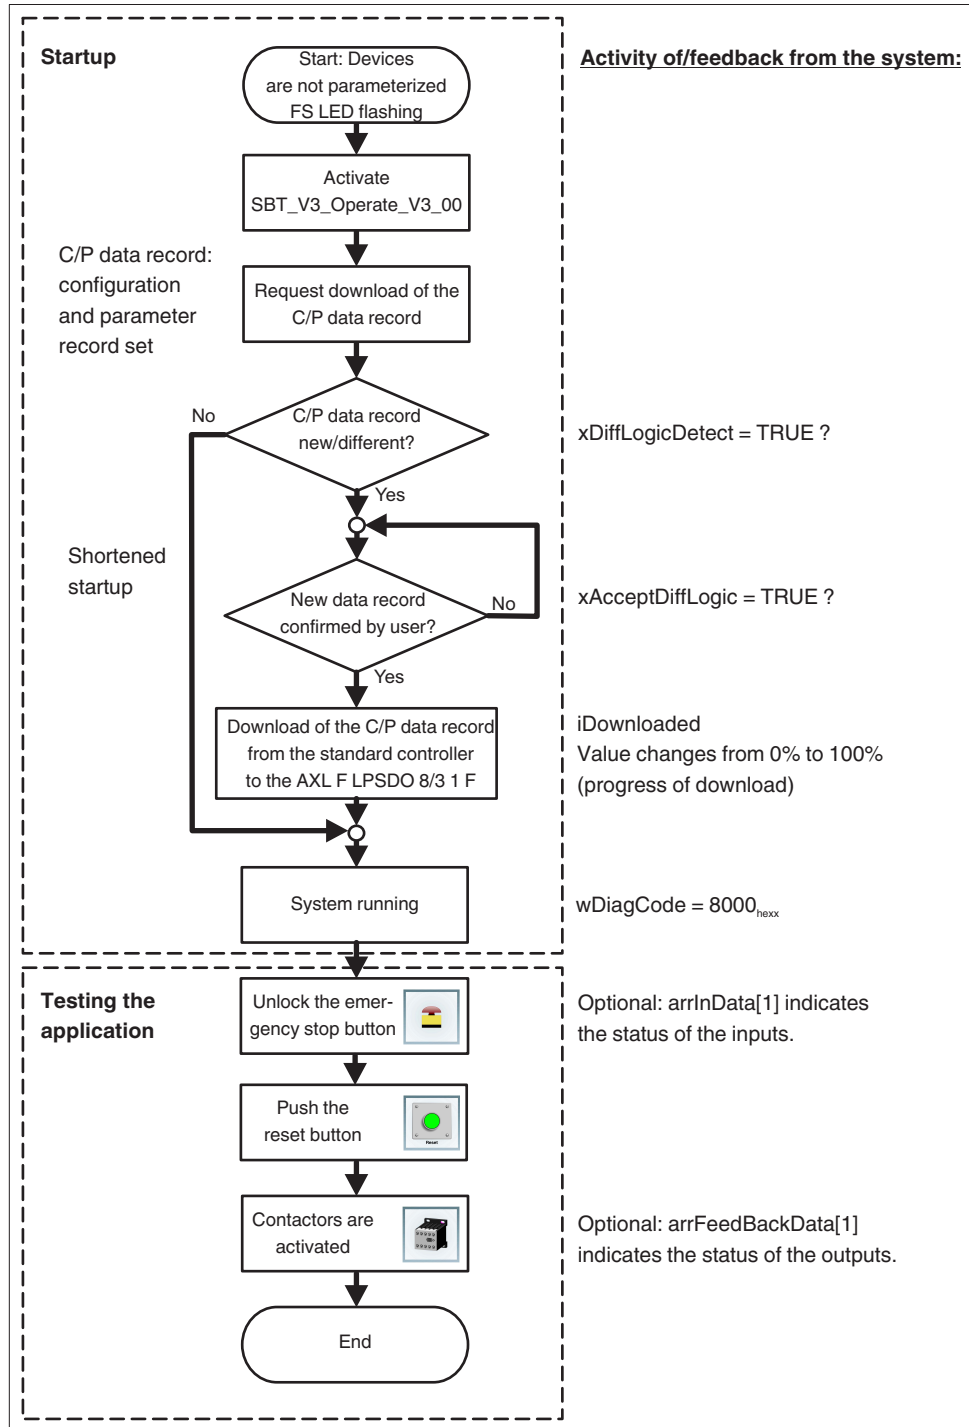 Startup
Activity of/feedback from the system:
Start: Devices
are not parameterized
FS LED flashing
Activate
SBT_V3_Operate_V3_00
C/P data record:
configuration
and parameter
record set
Request download of the
C/P data record
No
C/P data record
new/different?
xDiffLogicDetect = TRUE ?
Yes
Shortened
startup
New data record
confirmed by user?
No
xAcceptDiffLogic = TRUE ?
Yes
Download of the C/P data record
from the standard controller
to the AXL F LPSDO 8/3 1 F
iDownloaded
Value changes from 0% to 100%
(progress of download)
System running
wDiagCode = 8000hexx
Testing the
application
Unlock the emer-
gency stop button
Optional: arrInData[1] indicates
the status of the inputs.
Push the
reset button
Reset
Contactors are
activated
Optional: arrFeedBackData[1]
indicates the status of the outputs.
End